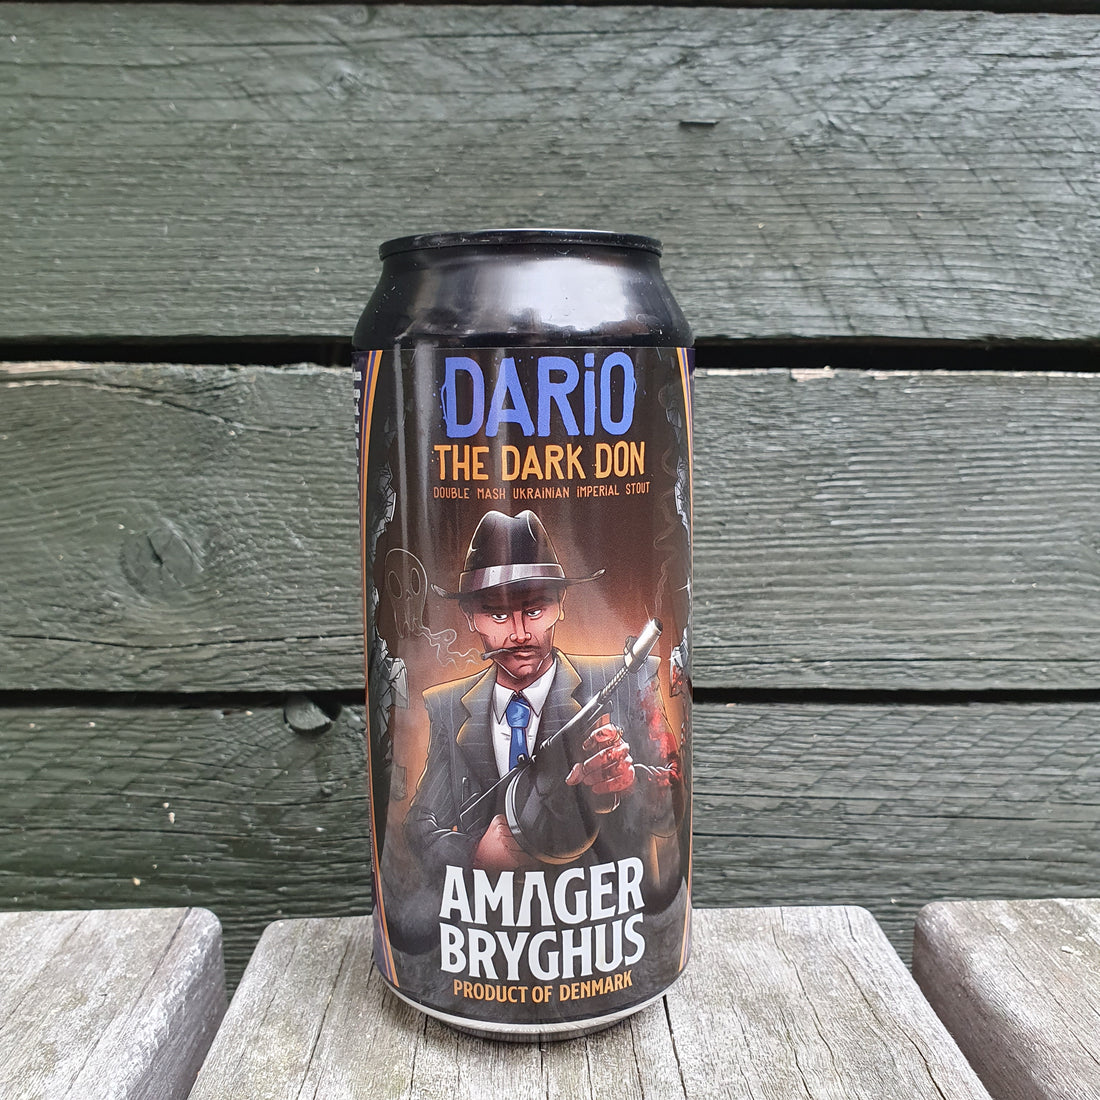 DARiO
THE DARK DON
DOUBLE MASH UKRAiNiAN iMPERiAL STOUT
AMAGER
BRYGHUS
PRODUCT OF DENMARK